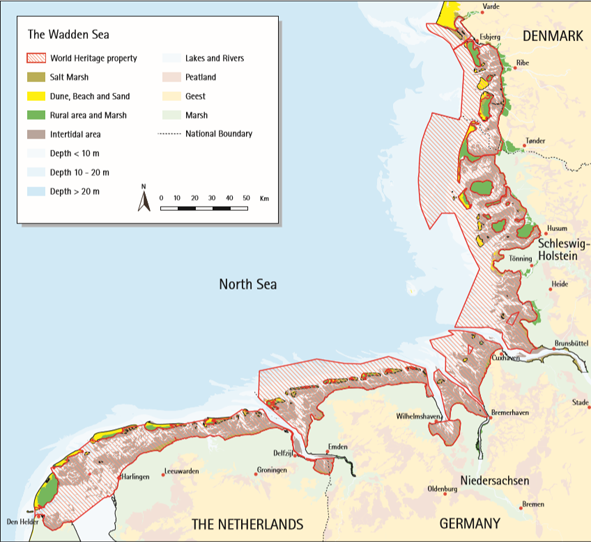 The Wadden Sea
World Heritage property
Salt Marsh
Dune, Beach and Sand
Rural area and Marsh
Intertidal area
Depth < 10 m
Depth 10 - 20 m
Depth > 20 m
Lakes and Rivers
Peatland
Geest
Marsh
National Boundary
N
0 10 20 30 40 50 Km
Varde
Esbjerg
DENMARK
Ribe
Tønder
Husum
Schleswig-
Holstein
Tönning
Heide
North Sea
Brunsbüttel
Cuxhaven
Stade
Wilhelmshaven
Bremerhaven
Emden
Delfzijl
Groningen
Leeuwarden
Harlingen
Niedersachsen
Oldenburg
Bremen
Den Helder
THE NETHERLANDS
GERMANY